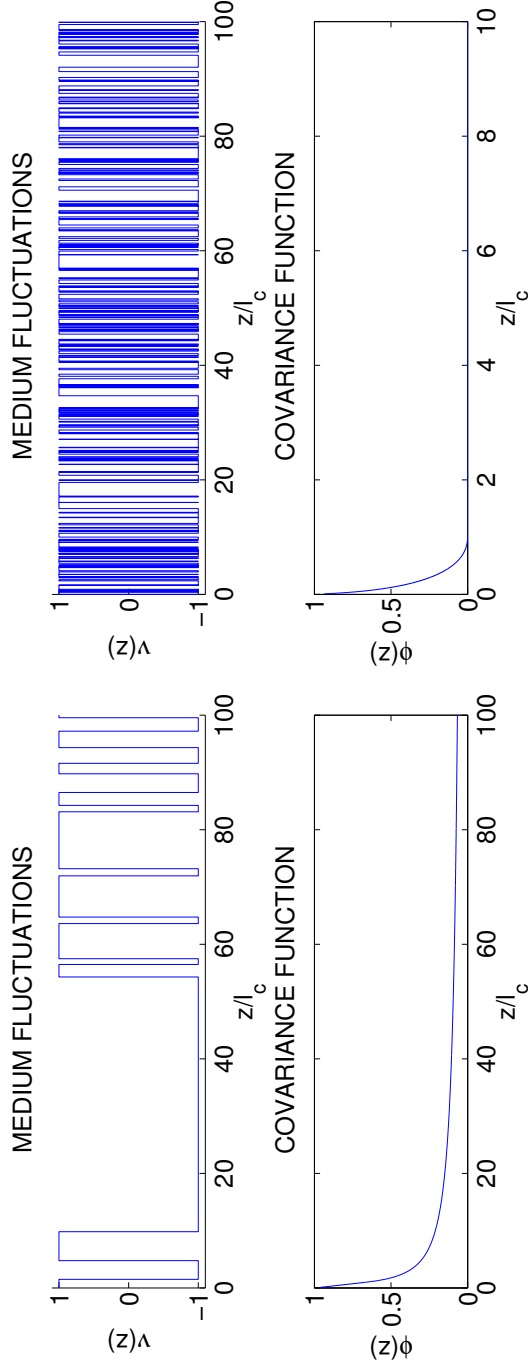 MEDIUM FLUCTUATIONS
1
0
−1
ν(z)
0 20 40 60 80 100
z/l_c
COVARIANCE FUNCTION
1
0.5
0
ϕ(z)
0 20 40 60 80 100
z/l_c
MEDIUM FLUCTUATIONS
1
0
−1
ν(z)
0 20 40 60 80 100
z/l_c
COVARIANCE FUNCTION
1
0.5
0
ϕ(z)
0 2 4 6 8 10
z/l_c